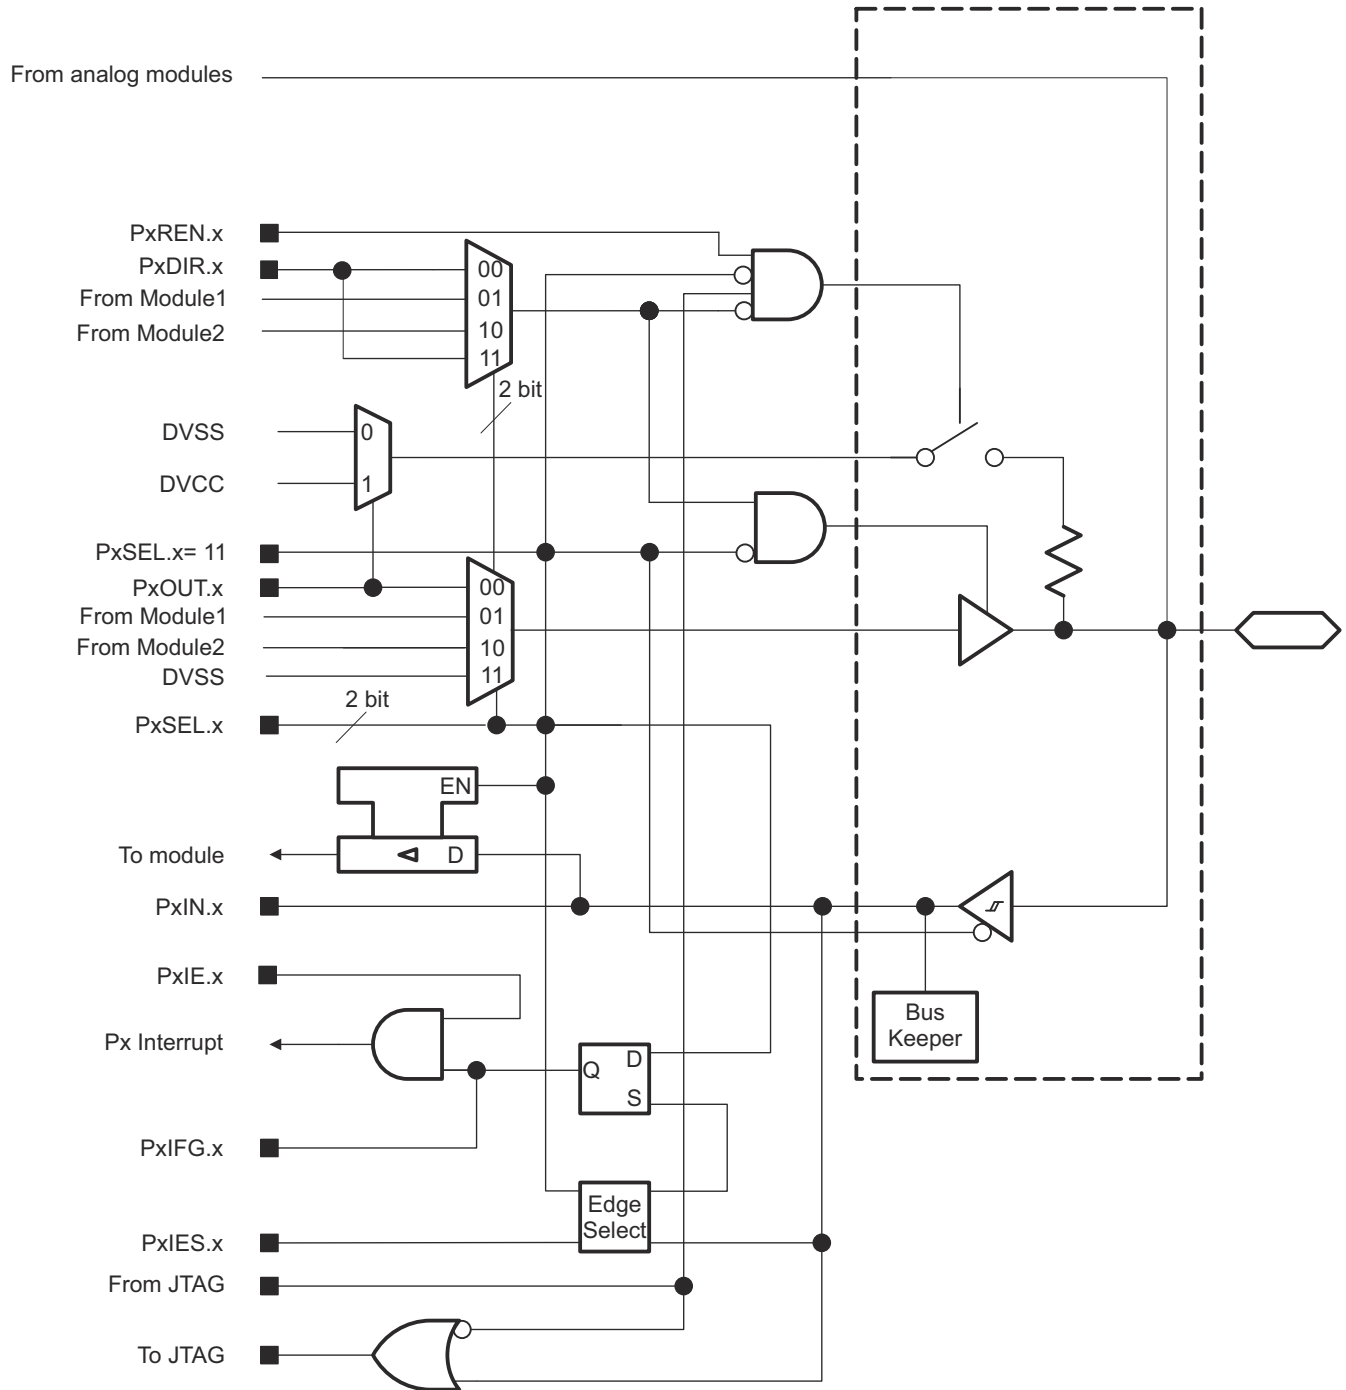 From analog modules
PxREN.x
PxDIR.x
00
From Module1
01
From Module2
10
11
2 bit
DVSS
0
DVCC
1
PxSEL.x= 11
PxOUT.x
00
From Module1
01
From Module2
10
DVSS
11
2 bit
PxSEL.x
EN
To module
D
PxIN.x
PxIE.x
Bus
Keeper
Px Interrupt
Q
D
S
PxIFG.x
Edge
Select
PxIES.x
From JTAG
To JTAG